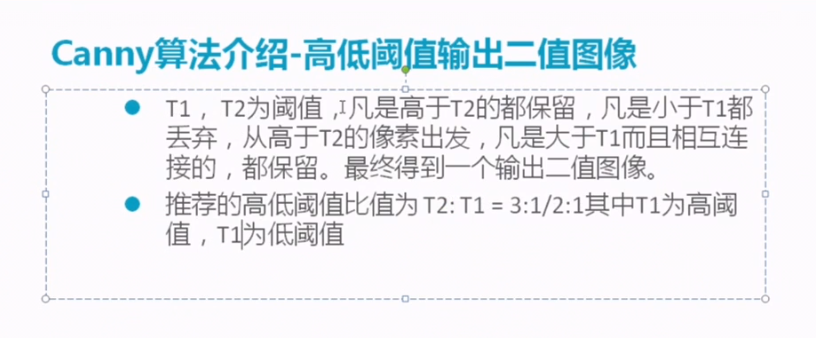 Canny算法介绍-高低阈值输出二值图像
T1， T2为阈值，凡是高于T2的都保留，凡是小于T1都
丢弃，从高于T2的像素出发，凡是大于T1而且相互连
接的，都保留。最终得到一个输出二值图像。
推荐的高低阈值比值为 T2: T1 = 3:1/2:1其中T1为高阈
值，T1为低阈值